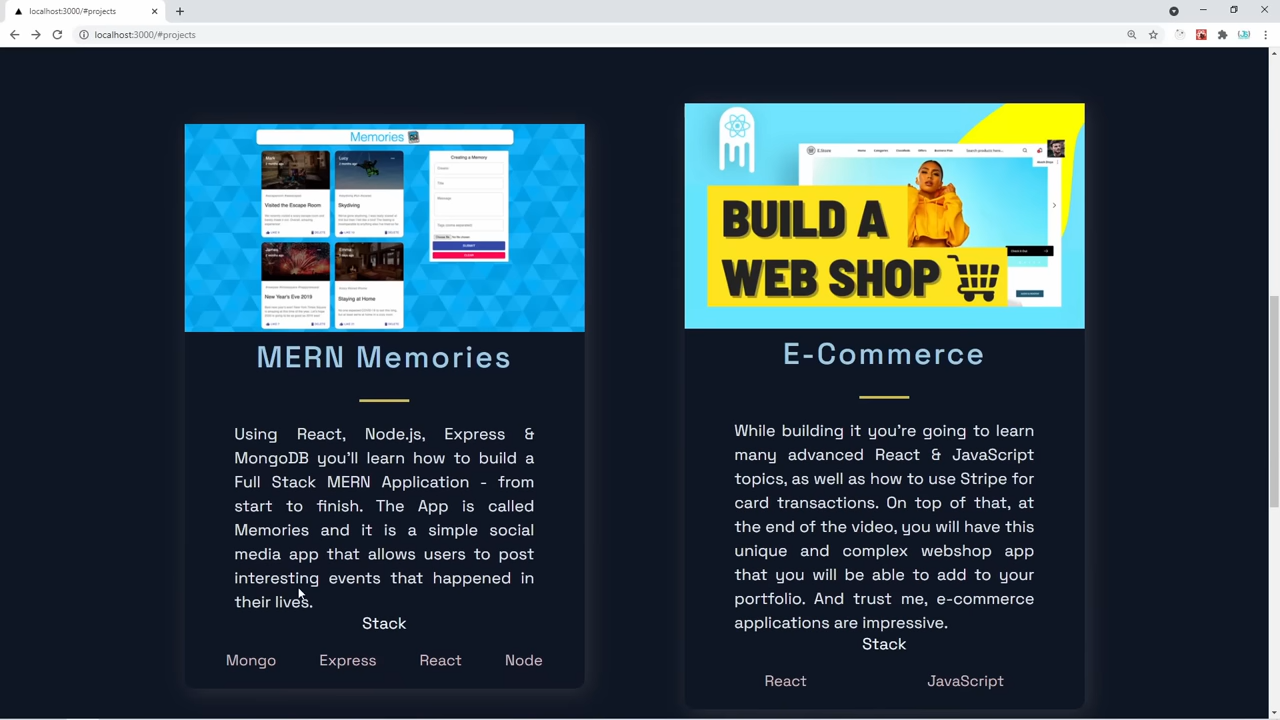 localhost:3000/#projects
localhost:3000/#projects
Memories
Creating a Memory
Visited the Escape Room
Skydiving
New Year's Eve 2019
Staying at Home
SUBMIT
BUILD A
WEB SHOP
MERN Memories
Using React, Node.js, Express &
MongoDB you'll learn how to build a
Full Stack MERN Application - from
start to finish. The App is called
Memories and it is a simple social
media app that allows users to post
interesting events that happened in
their lives.
Stack
Mongo Express React Node
E-Commerce
While building it you're going to learn
many advanced React & JavaScript
topics, as well as how to use Stripe for
card transactions. On top of that, at
the end of the video, you will have this
unique and complex webshop app
that you will be able to add to your
portfolio. And trust me, e-commerce
applications are impressive.
Stack
React JavaScript